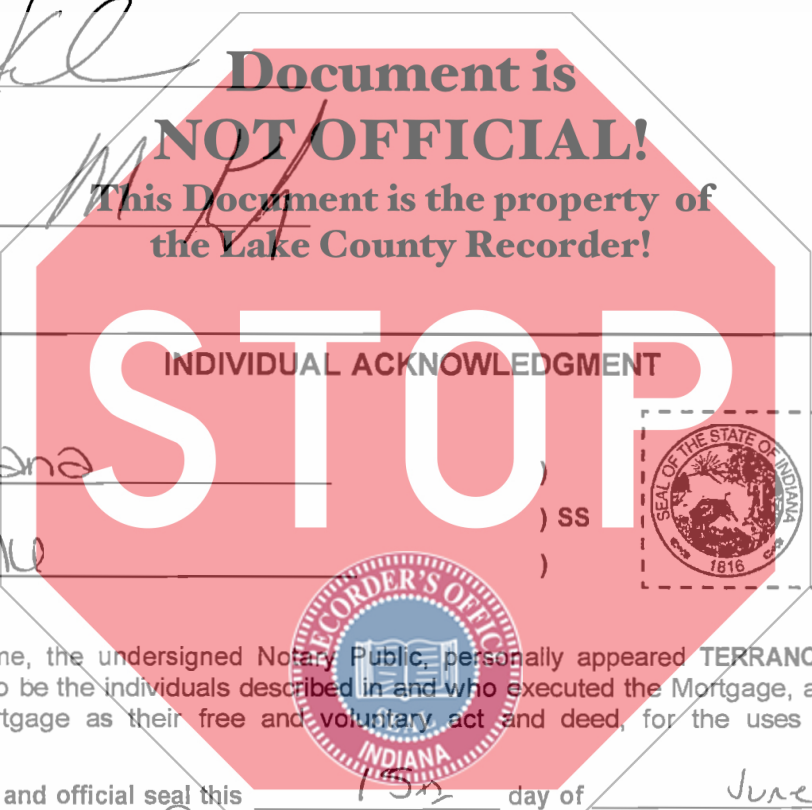 Document is
NOT OFFICIAL!
This Document is the property of
the Lake County Recorder!
STOP
INDIVIDUAL ACKNOWLEDGMENT
ana
)
) SS
)
SEAL OF THE STATE OF INDIANA
1816
RECORDER'S OFFICE
SEAL
INDIANA
me, the undersigned Notary Public, personally appeared TERRANC
o be the individuals described in and who executed the Mortgage, a
rtgage as their free and voluntary act and deed, for the uses
and official seal this 15th day of June